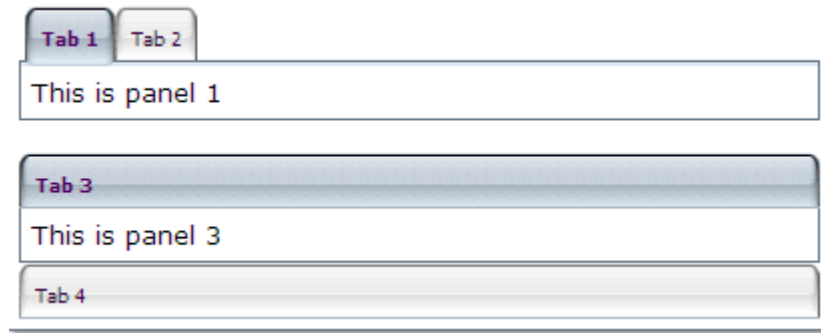 Tab 1 Tab 2
This is panel 1
Tab 3
This is panel 3
Tab 4